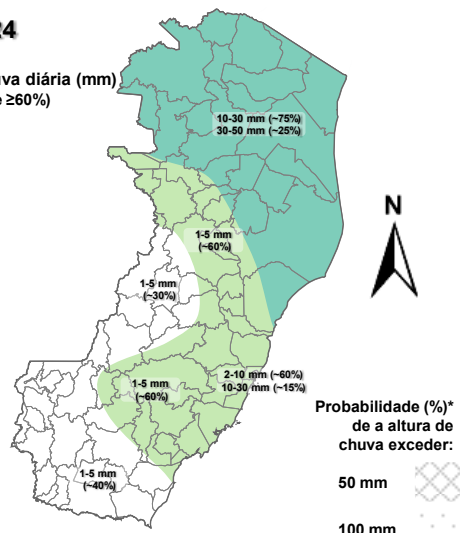 24
uva diária (mm)
e ≥60%)
10-30 mm (~75%)
30-50 mm (~25%)
1-5 mm
(~60%)
N
1-5 mm
(~30%)
2-10 mm (~60%)
10-30 mm (~15%)
1-5 mm
(~60%)
Probabilidade (%)*
de a altura de
chuva exceder:
1-5 mm
(~40%)
50 mm
100 mm